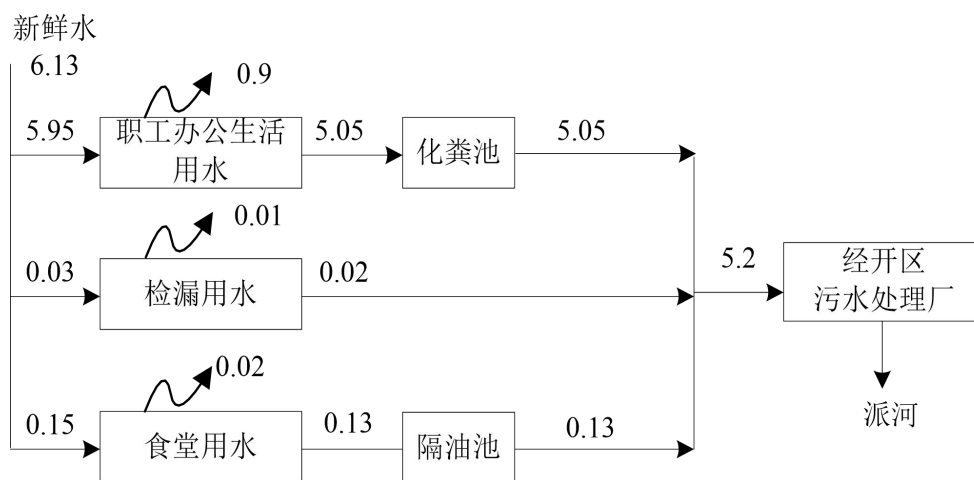 新鲜水
6.13
0.9
5.95
职工办公生活
用水
5.05
化粪池
5.05
0.01
0.03
检漏用水
0.02
5.2
经开区
污水处理厂
0.02
派河
0.15
食堂用水
0.13
隔油池
0.13